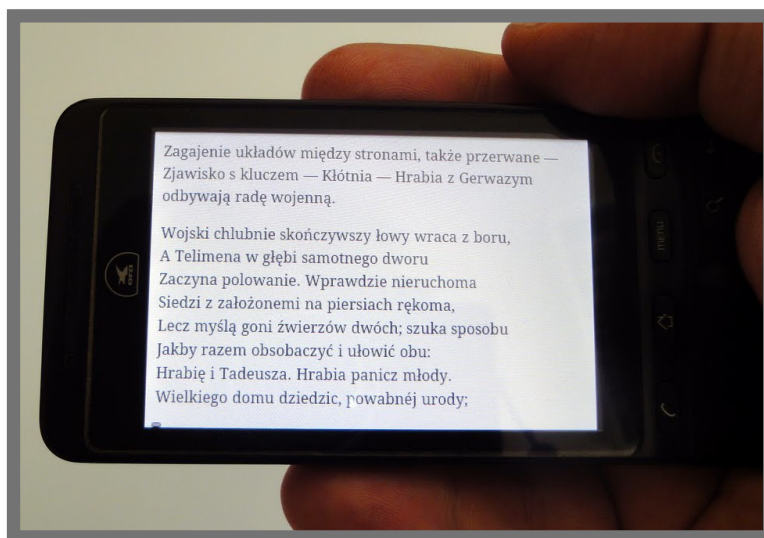 Zagajenie układów między stronami, także przerwane —
Zjawisko s kluczem — Kłótnia — Hrabia z Gerwazym
odbywają radę wojenną.
Wojski chlubnie skończywszy łowy wraca z boru,
A Telimena w głębi samotnego dworu
Zaczyna polowanie. Wprawdzie nieruchoma
Siedzi z założonemi na piersiach rękoma,
Lecz myślą goni źwierzów dwóch; szuka sposobu
Jakby razem obsobaczyć i ułowić obu:
Hrabię i Tadeusza. Hrabia panicz młody.
Wielkiego domu dziedzic, powabnéj urody;
menu